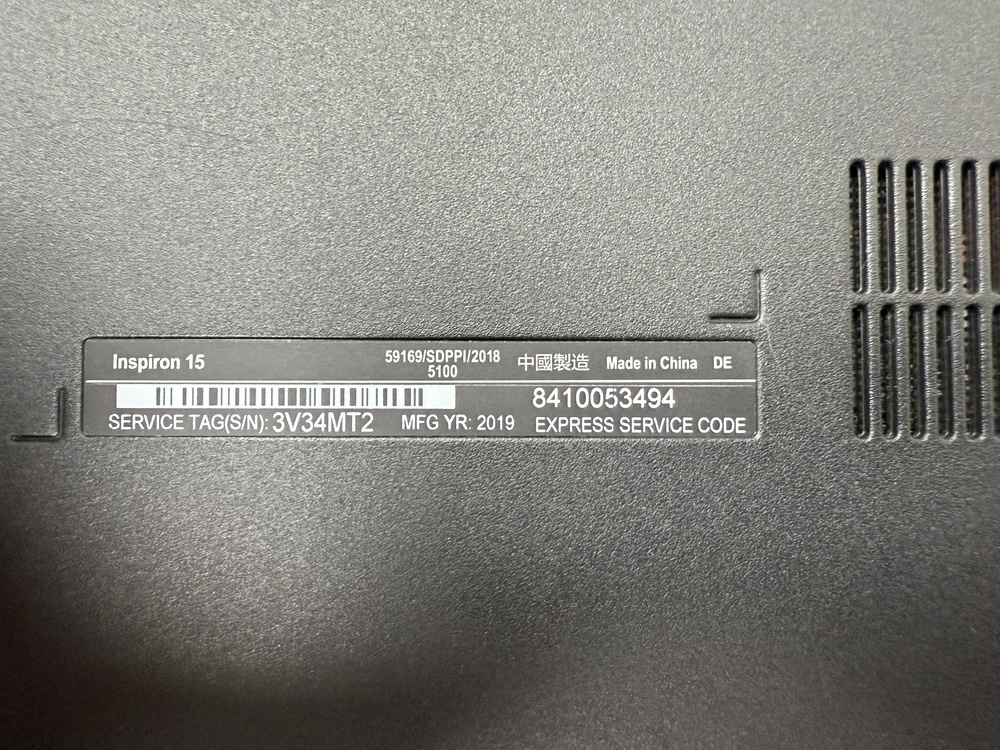 Inspiron 15
59169/SDPPI/2018
5100
中國製造 Made in China DE
8410053494
SERVICE TAG(S/N): 3V34MT2 MFG YR: 2019 EXPRESS SERVICE CODE